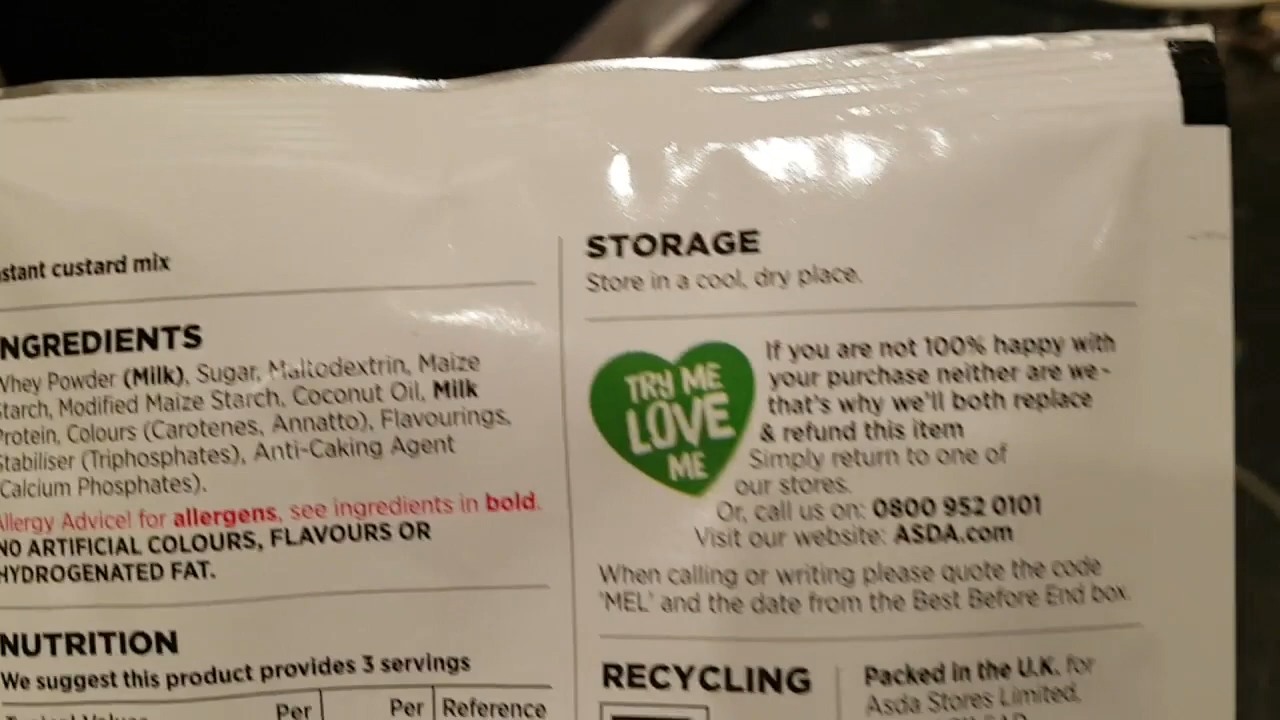 stant custard mix
NGREDIENTS
Whey Powder (Milk), Sugar, Maltodextrin, Maize
Starch, Modified Maize Starch, Coconut Oil, Milk
Protein, Colours (Carotenes, Annatto), Flavourings,
Stabiliser (Triphosphates), Anti-Caking Agent
(Calcium Phosphates).
Allergy Advice! for allergens, see ingredients in bold.
NO ARTIFICIAL COLOURS, FLAVOURS OR
HYDROGENATED FAT.
NUTRITION
We suggest this product provides 3 servings
Per Per Reference
STORAGE
Store in a cool, dry place.
TRY ME
LOVE
ME
If you are not 100% happy with
your purchase neither are we-
that's why we'll both replace
& refund this item
Simply return to one of
our stores.
Or, call us on: 0800 952 0101
Visit our website: ASDA.com
When calling or writing please quote the code
'MEL' and the date from the Best Before End box.
RECYCLING
Packed in the U.K. for
Asda Stores Limited,